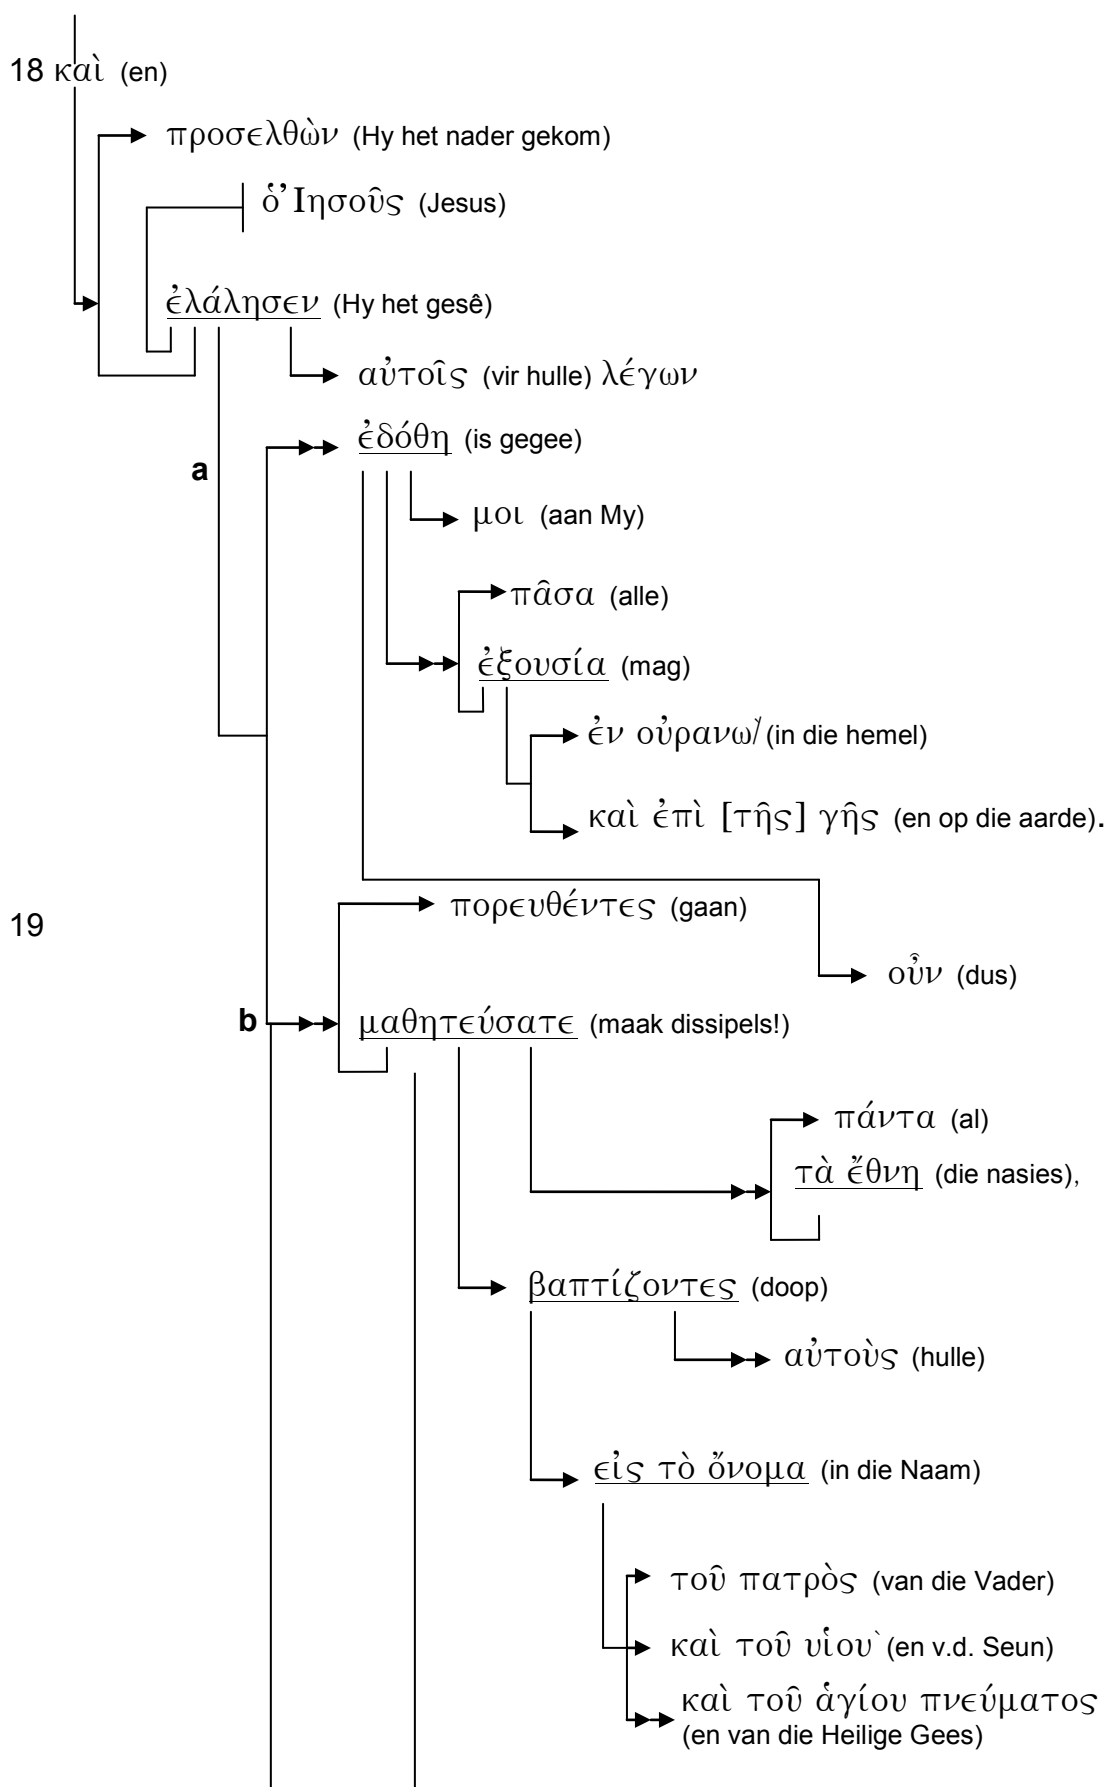 18 καὶ (en)
προσελθὼν (Hy het nader gekom)
ὁ Ἰησοῦς (Jesus)
ἐλάλησεν (Hy het gesê)
αὐτοῖς (vir hulle) λέγων
a
ἐδόθη (is gegee)
μοι (aan My)
πᾶσα (alle)
ἐξουσία (mag)
ἐν οὐρανω/̀ (in die hemel)
καὶ ἐπὶ [τῆς] γῆς (en op die aarde).
πορευθέντες (gaan)
19
οὖν (dus)
b μαθητεύσατε (maak dissipels!)
πάντα (al)
τὰ ἔθνη (die nasies),
βαπτίζοντες (doop)
αὐτοὺς (hulle)
εἰς τὸ ὄνομα (in die Naam)
τοῦ πατρὸς (van die Vader)
καὶ τοῦ υἱου` (en v.d. Seun)
καὶ τοῦ ἁγίου πνεύματος
(en van die Heilige Gees)